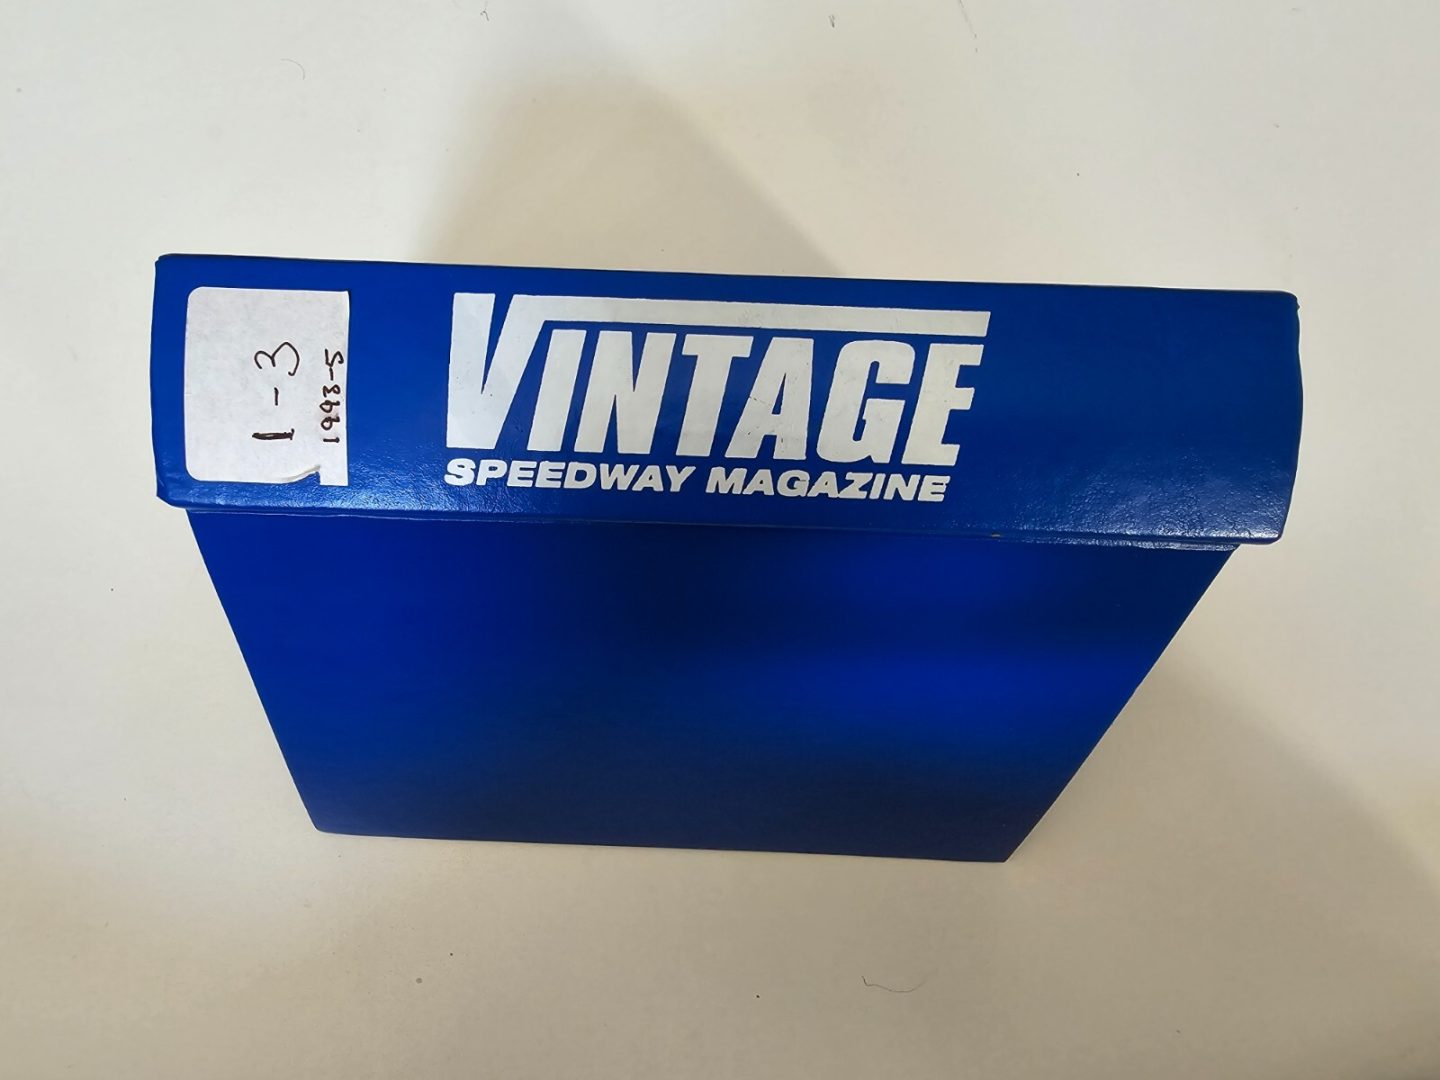 1-3
1993-5
VINTAGE
SPEEDWAY MAGAZINE